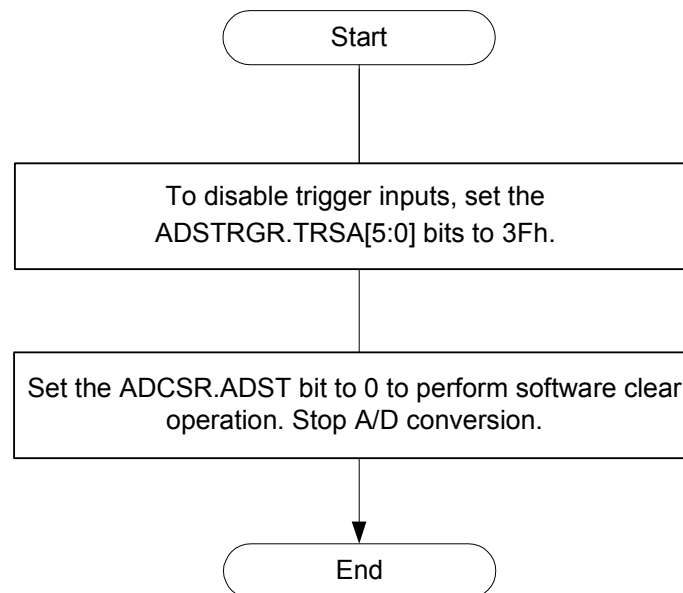 Start
To disable trigger inputs, set the
ADSTRGR.TRSA[5:0] bits to 3Fh.
Set the ADCSR.ADST bit to 0 to perform software clear
operation. Stop A/D conversion.
End